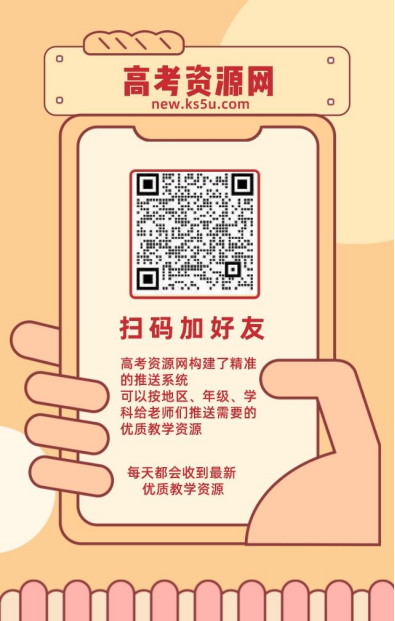 高考资源网
new.ks5u.com
扫码加好友
高考资源网构建了精准
的推送系统
可以按地区、年级、学
科给老师们推送需要的
优质教学资源
每天都会收到最新
优质教学资源